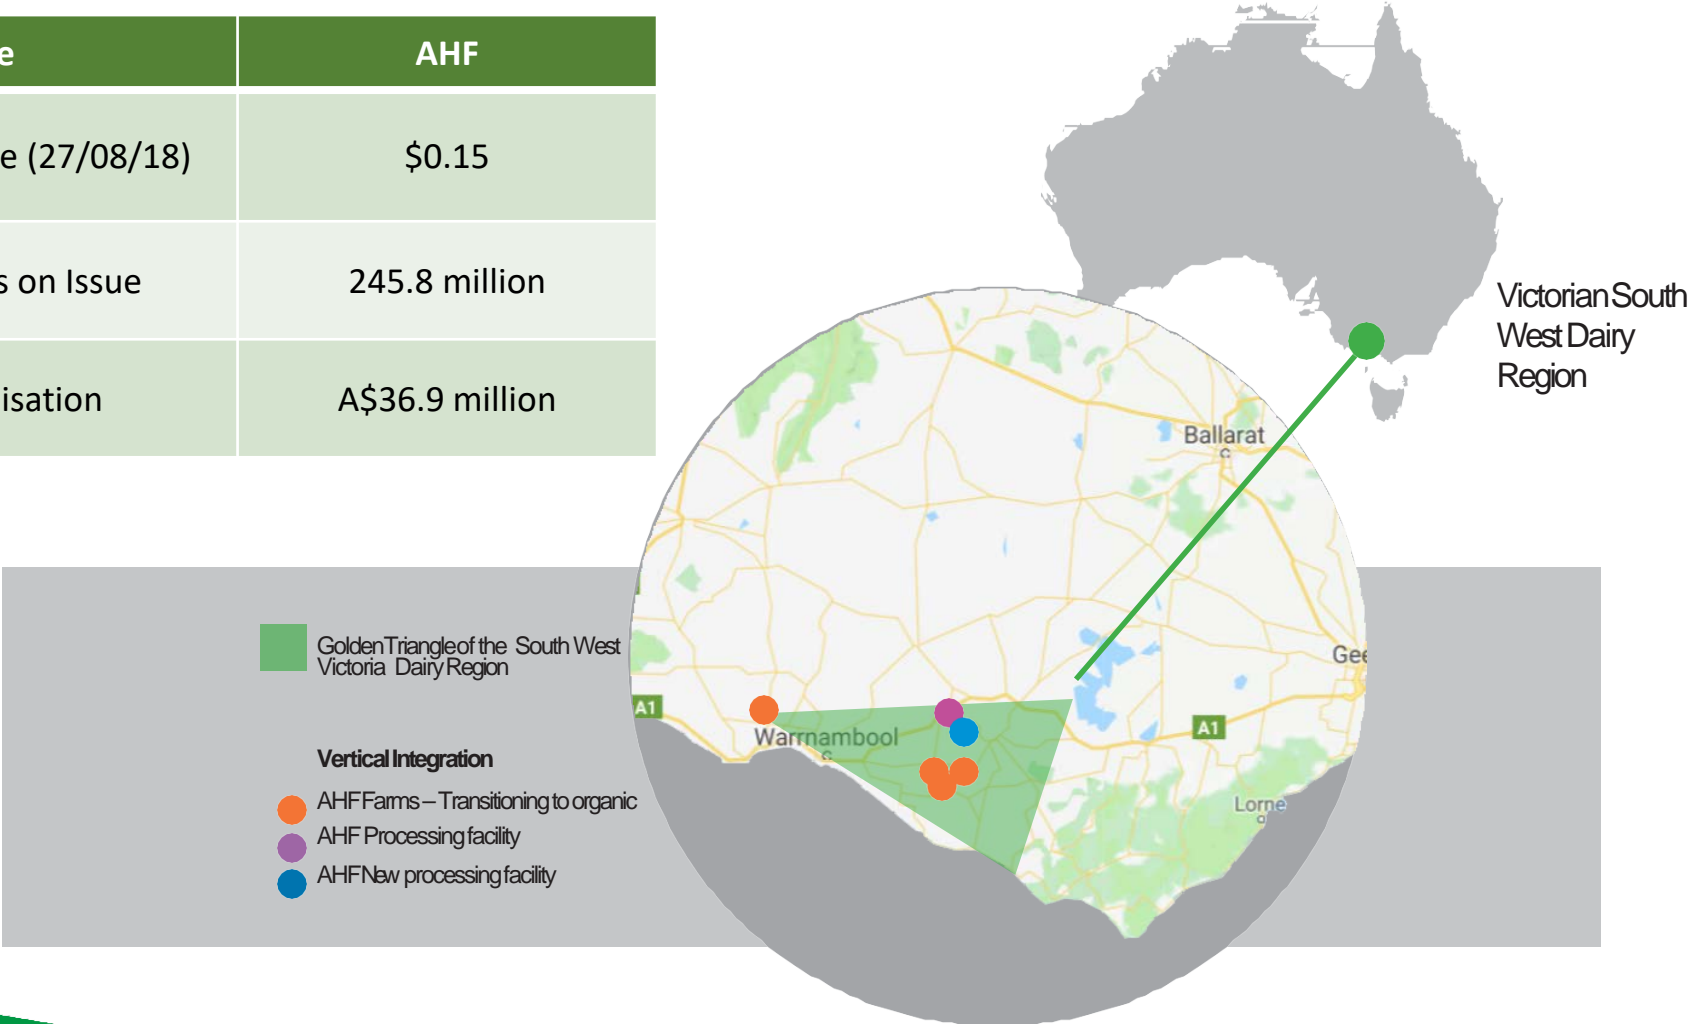 e AHF
e (27/08/18) $0.15
s on Issue 245.8 million
isation A$36.9 million
Victorian South
West Dairy
Region
Ballarat
Gee
A1
A1
Warrnambool
Lorne
Golden Triangle of the South West
Victoria Dairy Region
Vertical Integration
AHF Farms – Transitioning to organic
AHF Processing facility
AHF New processing facility